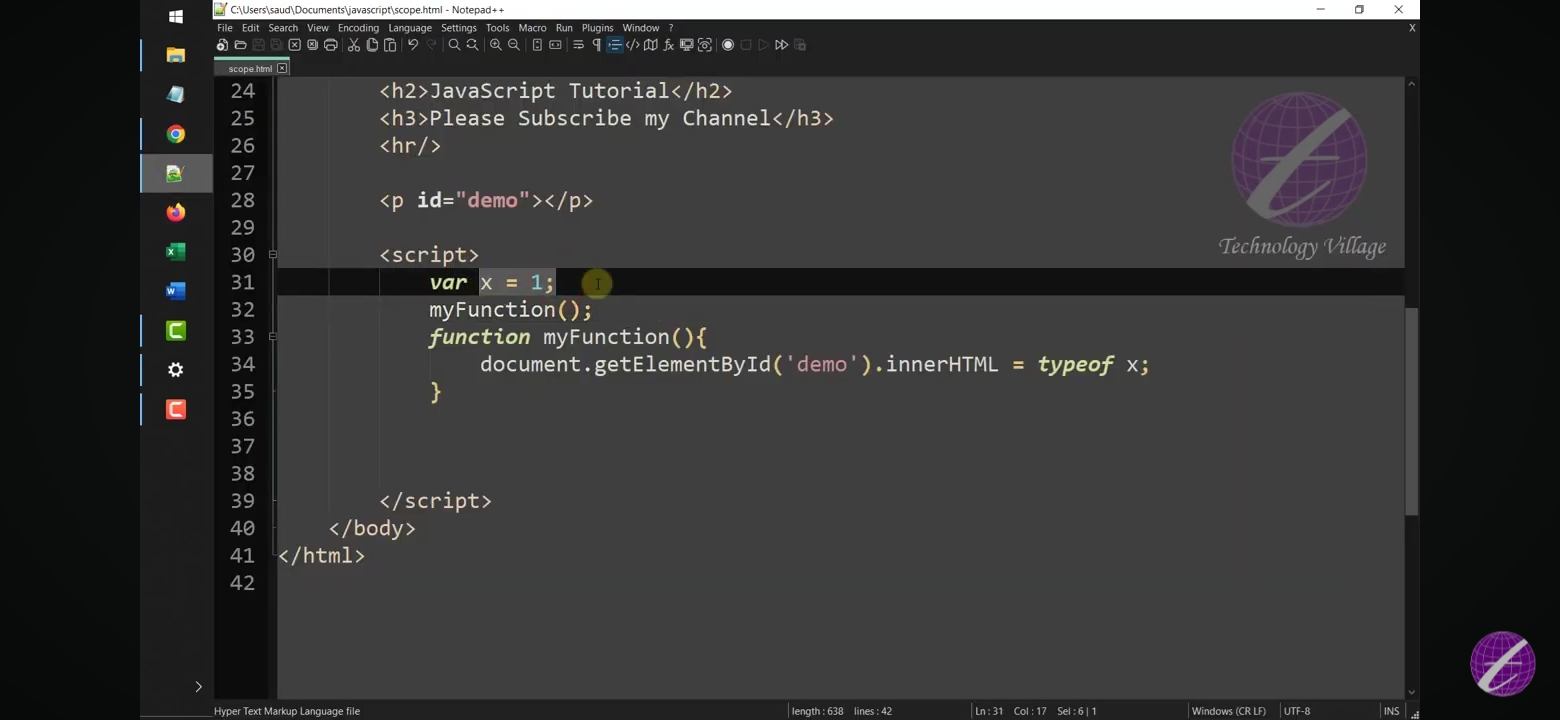 C:\Users\saud\Documents\javascript\scope.html - Notepad++
File Edit Search View Encoding Language Settings Tools Macro Run Plugins Window ? X
scope.html
24 <h2>JavaScript Tutorial</h2>
25 <h3>Please Subscribe my Channel</h3>
26 <hr/>
27
28 <p id="demo"></p>
29
30 <script>
31 var x = 1;
32 myFunction();
33 function myFunction(){
34 document.getElementById('demo').innerHTML = typeof x;
35 }
36
37
38
39 </script>
40 </body>
41 </html>
42
Technology Village
Hyper Text Markup Language file length : 638 lines : 42 Ln : 31 Col : 17 Sel : 6 | 1 Windows (CR LF) UTF-8 INS